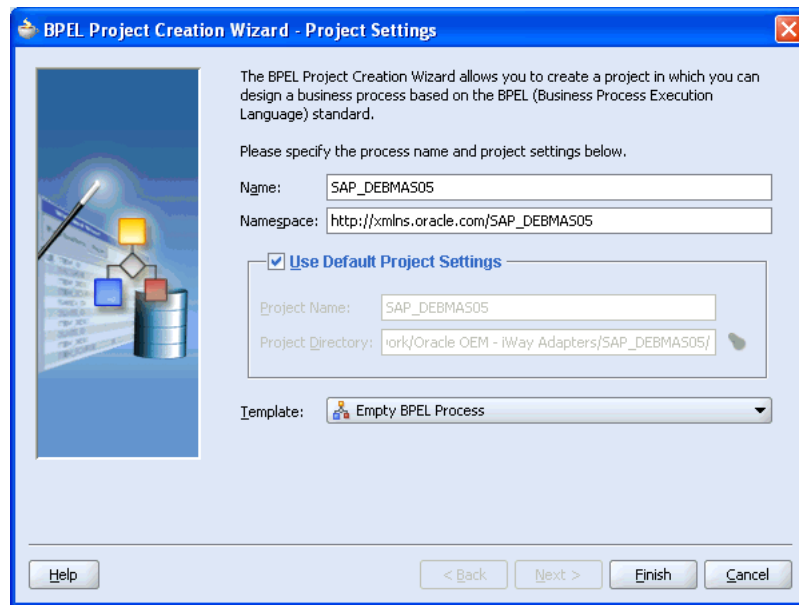 BPEL Project Creation Wizard - Project Settings
The BPEL Project Creation Wizard allows you to create a project in which you can
design a business process based on the BPEL (Business Process Execution
Language) standard.
Please specify the process name and project settings below.
Name: SAP_DEBMAS05
Namespace: http://xmlns.oracle.com/SAP_DEBMAS05
Use Default Project Settings
Project Name: SAP_DEBMAS05
Project Directory: ork/Oracle OEM - iWay Adapters/SAP_DEBMAS05/
Template: Empty BPEL Process
Help < Back Next > Finish Cancel